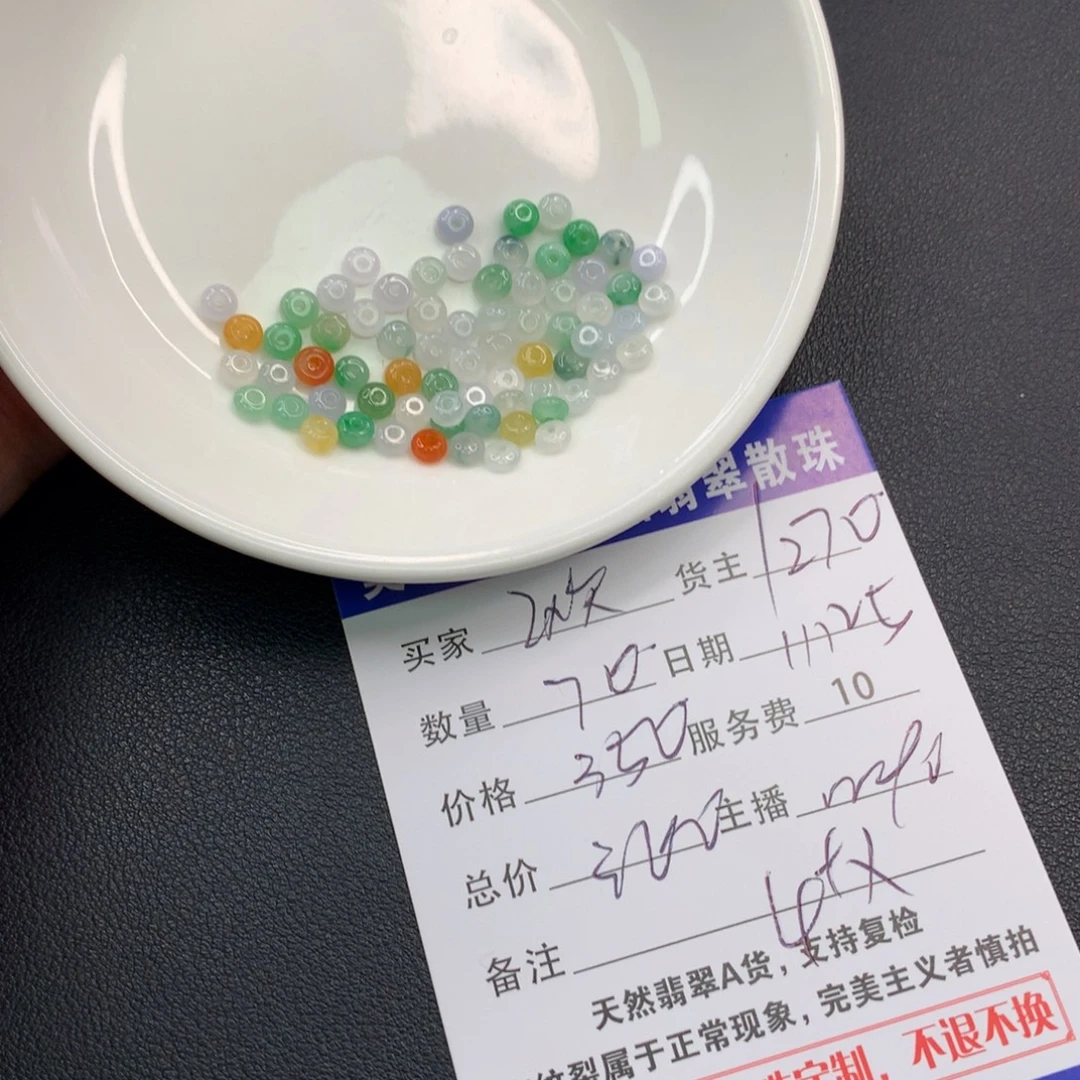 翡翠散珠
买家 货主 1270
数量 70 日期 11,25
价格 350 服务费 10
总价 主播
备注
天然翡翠A货，支持复检
纹裂属于正常现象，完美主义者慎拍
定制，不退不换